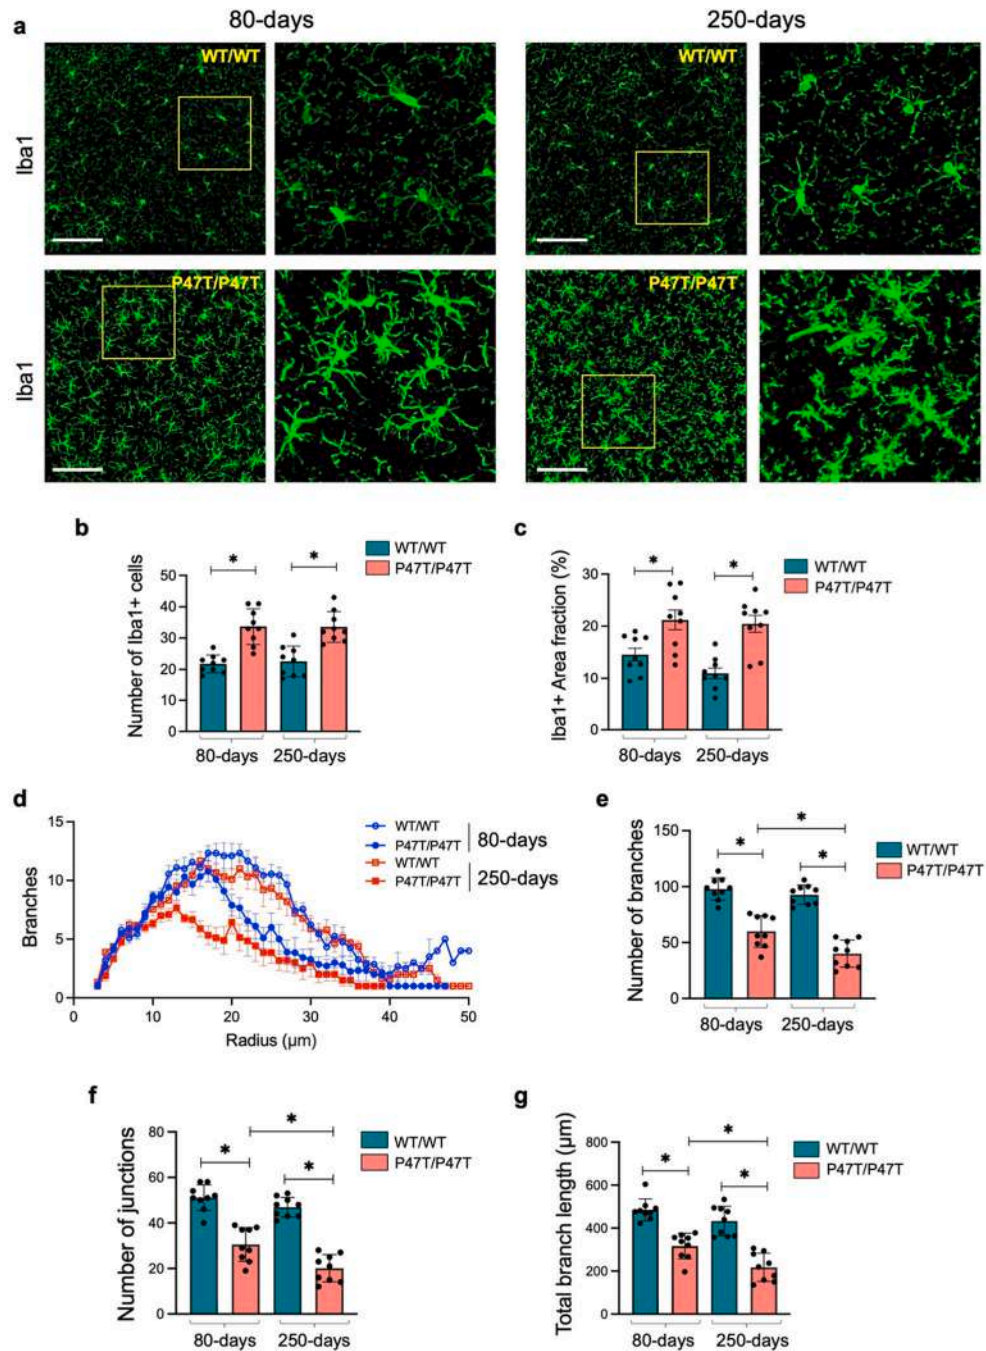 a
80-days
250-days
WT/WT
WT/WT
Iba1
Iba1
P47T/P47T
P47T/P47T
Iba1
Iba1
b
Number of Iba1+ cells
50
40
30
20
10
0
*
*
80-days
250-days
WT/WT
P47T/P47T
c
Iba1+ Area fraction (%)
30
20
10
0
*
*
80-days
250-days
WT/WT
P47T/P47T
d
Branches
15
10
5
0
0
10
20
30
40
50
Radius (µm)
WT/WT
P47T/P47T
80-days
WT/WT
P47T/P47T
250-days
e
Number of branches
150
100
50
0
*
*
*
80-days
250-days
WT/WT
P47T/P47T
f
Number of junctions
80
60
40
20
0
*
*
*
80-days
250-days
WT/WT
P47T/P47T
g
Total branch length (µm)
800
600
400
200
0
*
*
*
80-days
250-days
WT/WT
P47T/P47T